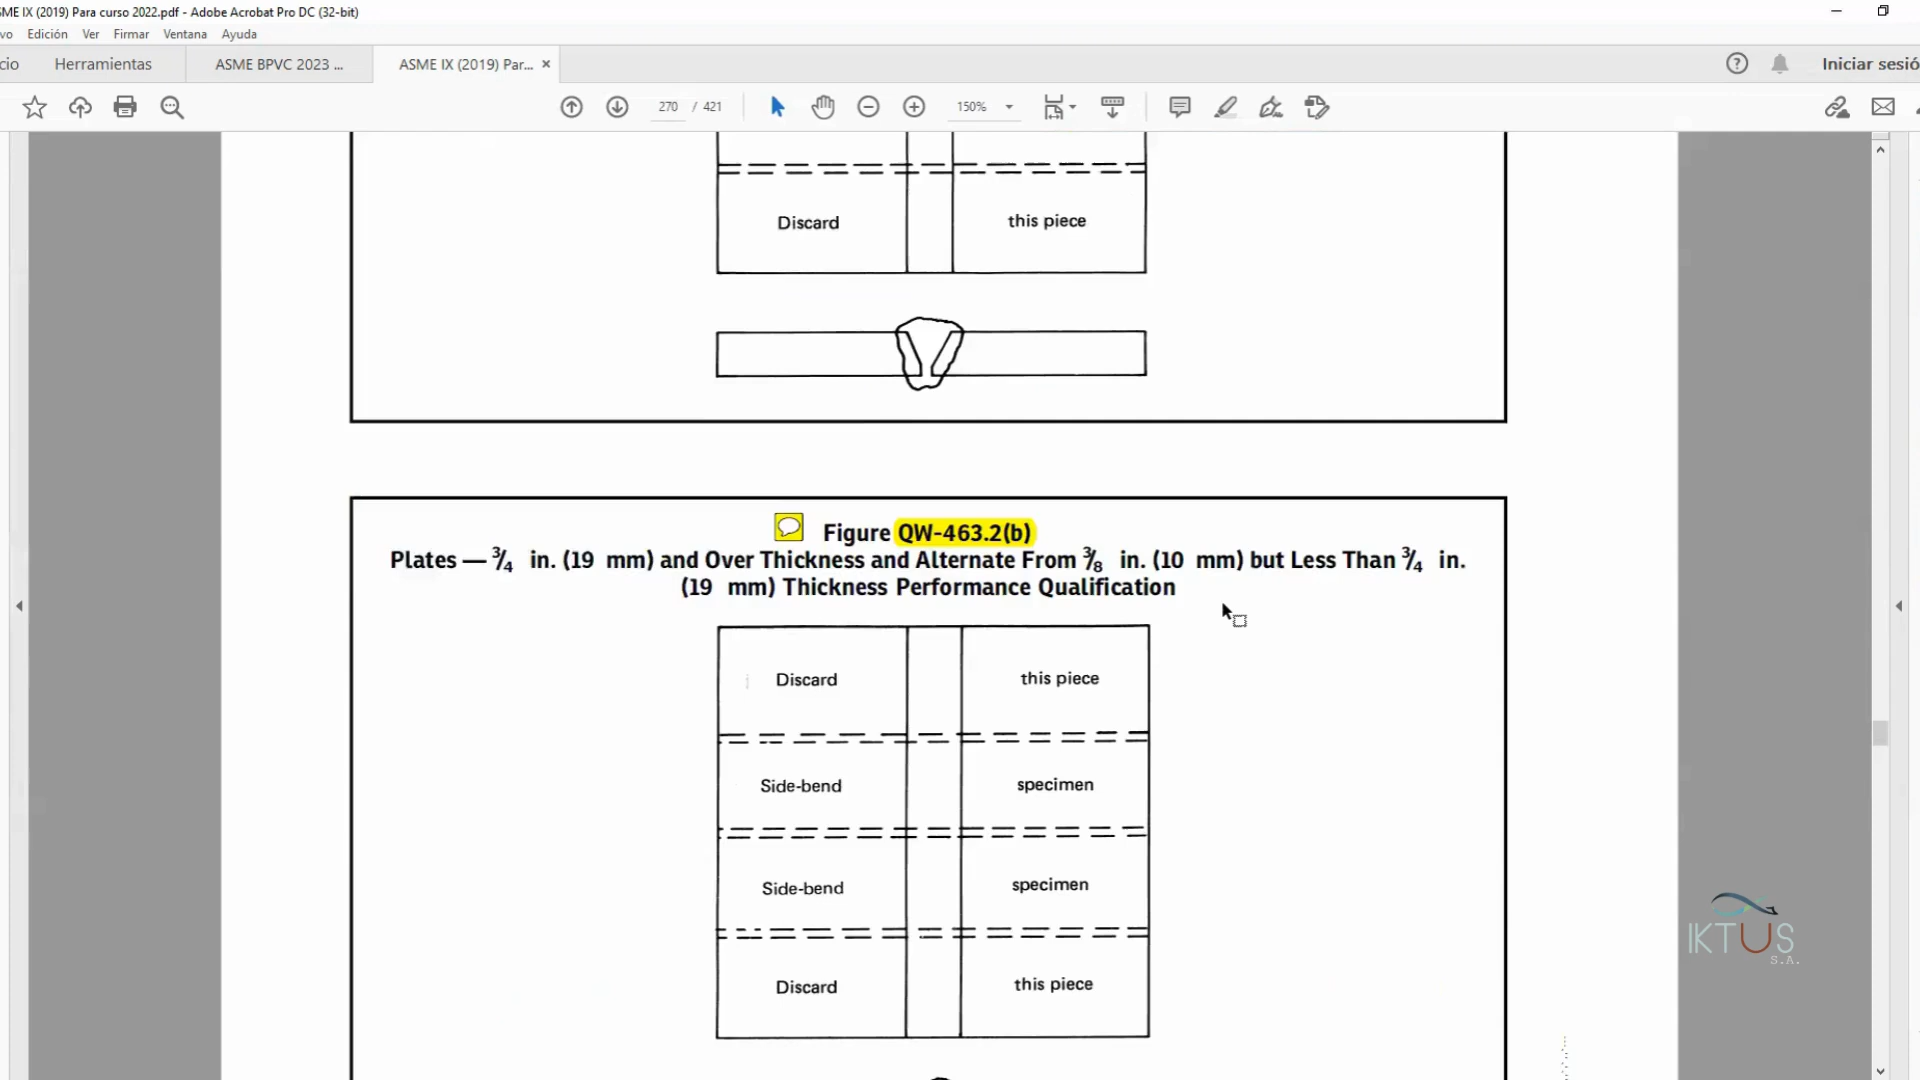 SME IX (2019) Para curso 2022.pdf - Adobe Acrobat Pro DC (32-bit)
vo Edición Ver Firmar Ventana Ayuda
cio Herramientas ASME BPVC 2023 ... ASME IX (2019) Par... × Iniciar sesió
270 / 421 150%
Discard this piece
Figure QW-463.2(b)
Plates — 3/4 in. (19 mm) and Over Thickness and Alternate From 3/8 in. (10 mm) but Less Than 3/4 in.
(19 mm) Thickness Performance Qualification
Discard this piece
Side-bend specimen
Side-bend specimen
Discard this piece
IKTUS
S.A.